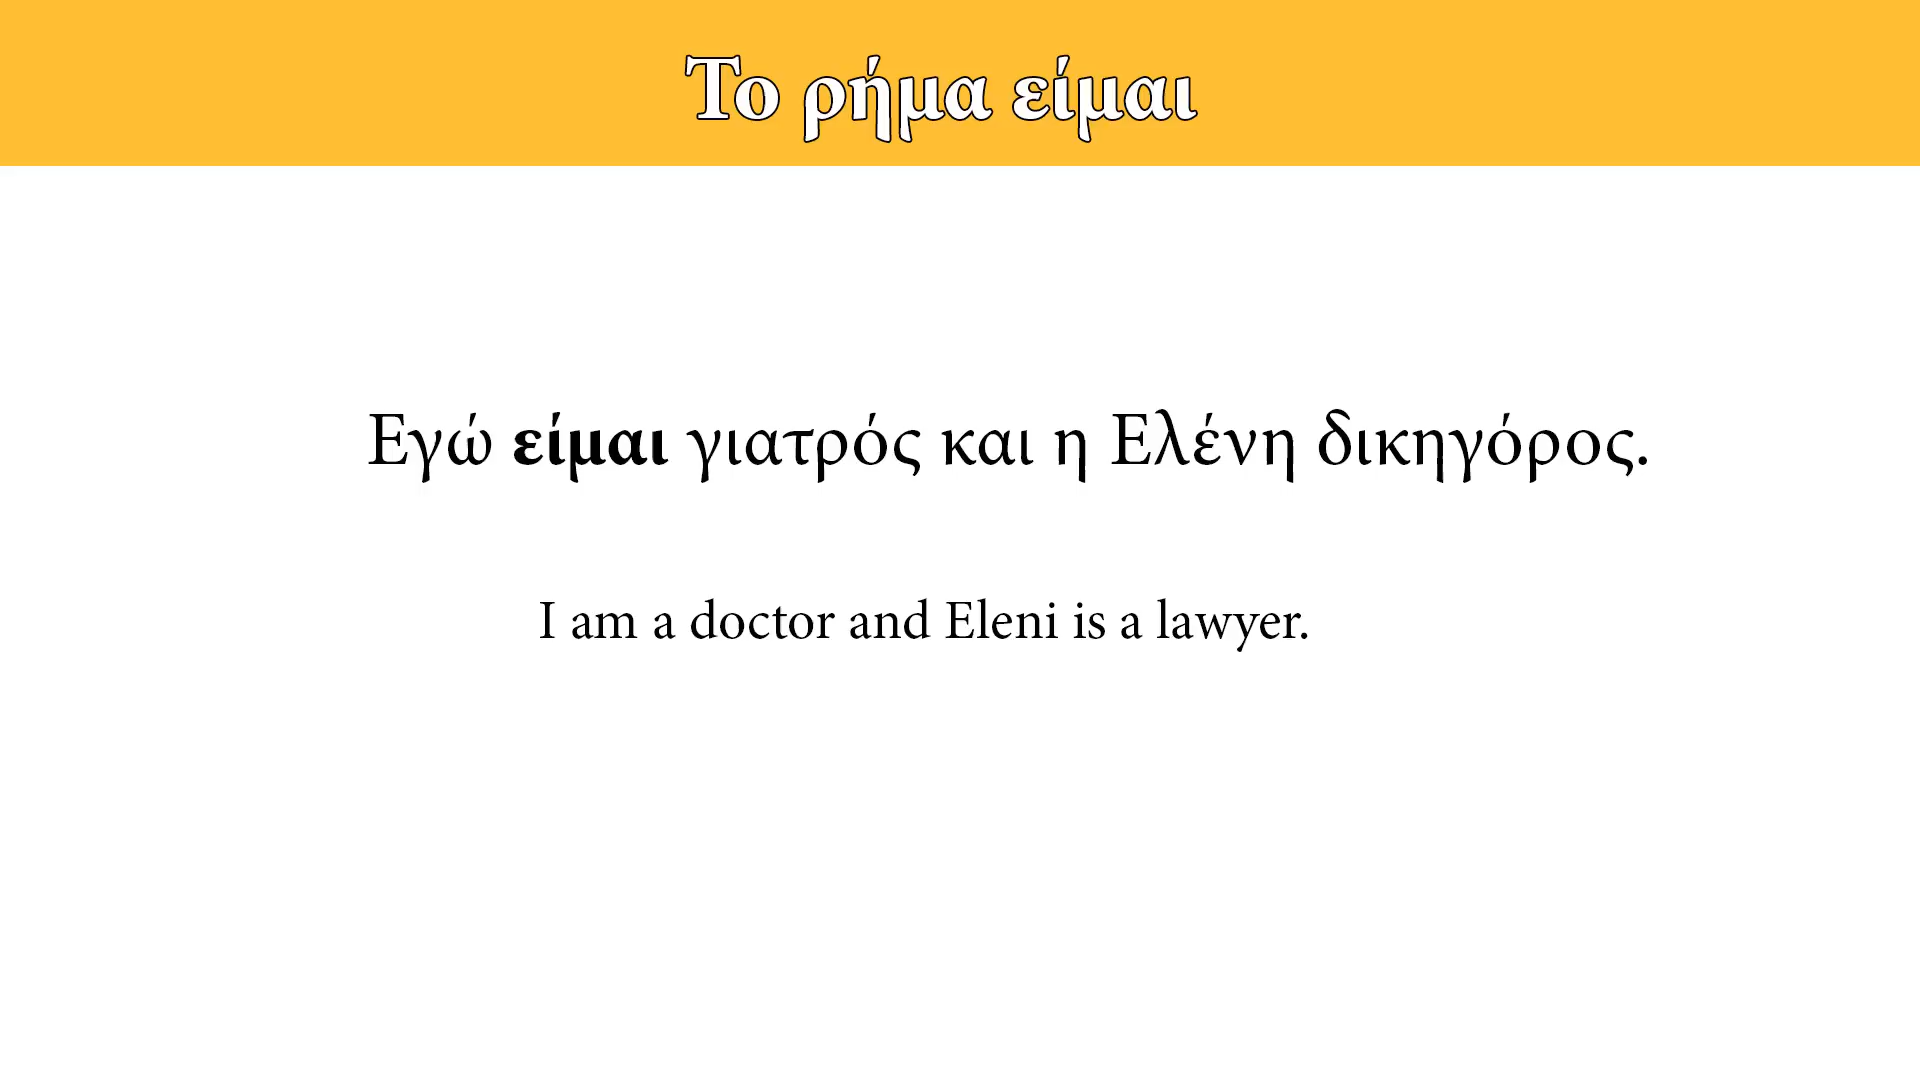 Το ρήμα είμαι
Εγώ είμαι γιατρός και η Ελένη δικηγόρος.
I am a doctor and Eleni is a lawyer.